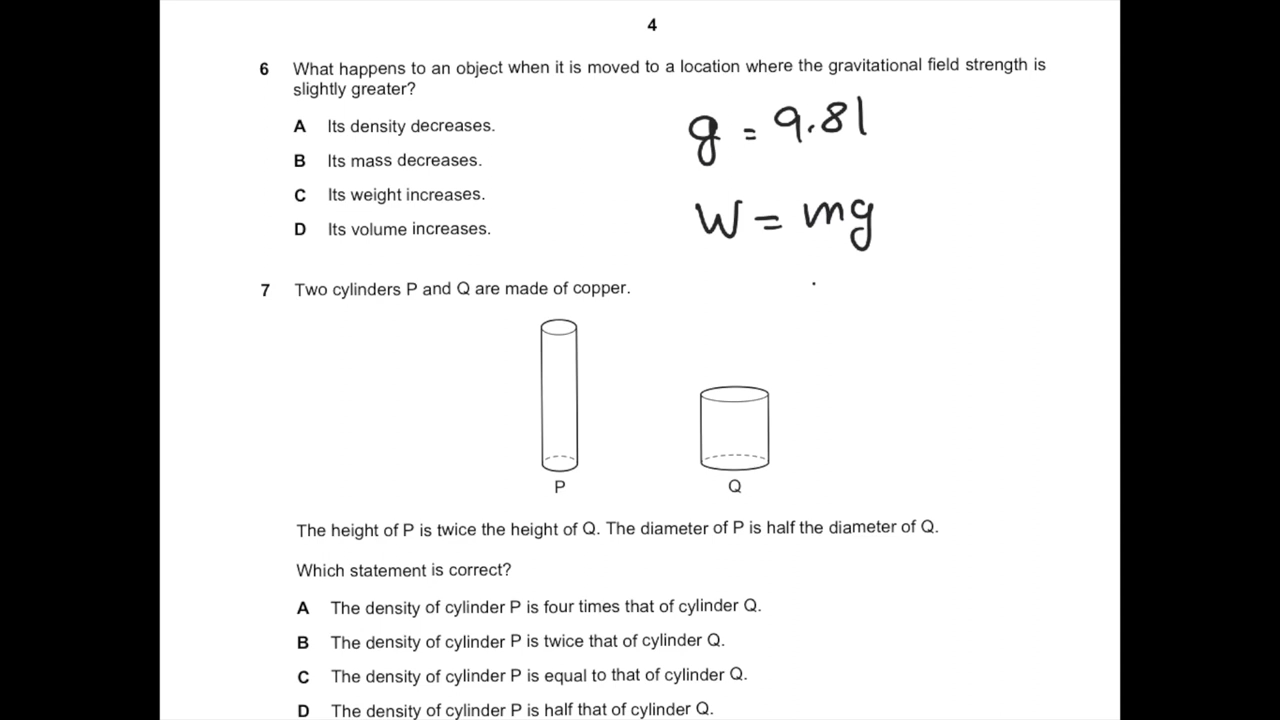 4
6 What happens to an object when it is moved to a location where the gravitational field strength is
slightly greater?
A Its density decreases.
B Its mass decreases.
C Its weight increases.
D Its volume increases.
g = 9.81
W = mg
7 Two cylinders P and Q are made of copper.
P
Q
The height of P is twice the height of Q. The diameter of P is half the diameter of Q.
Which statement is correct?
A The density of cylinder P is four times that of cylinder Q.
B The density of cylinder P is twice that of cylinder Q.
C The density of cylinder P is equal to that of cylinder Q.
D The density of cylinder P is half that of cylinder Q.